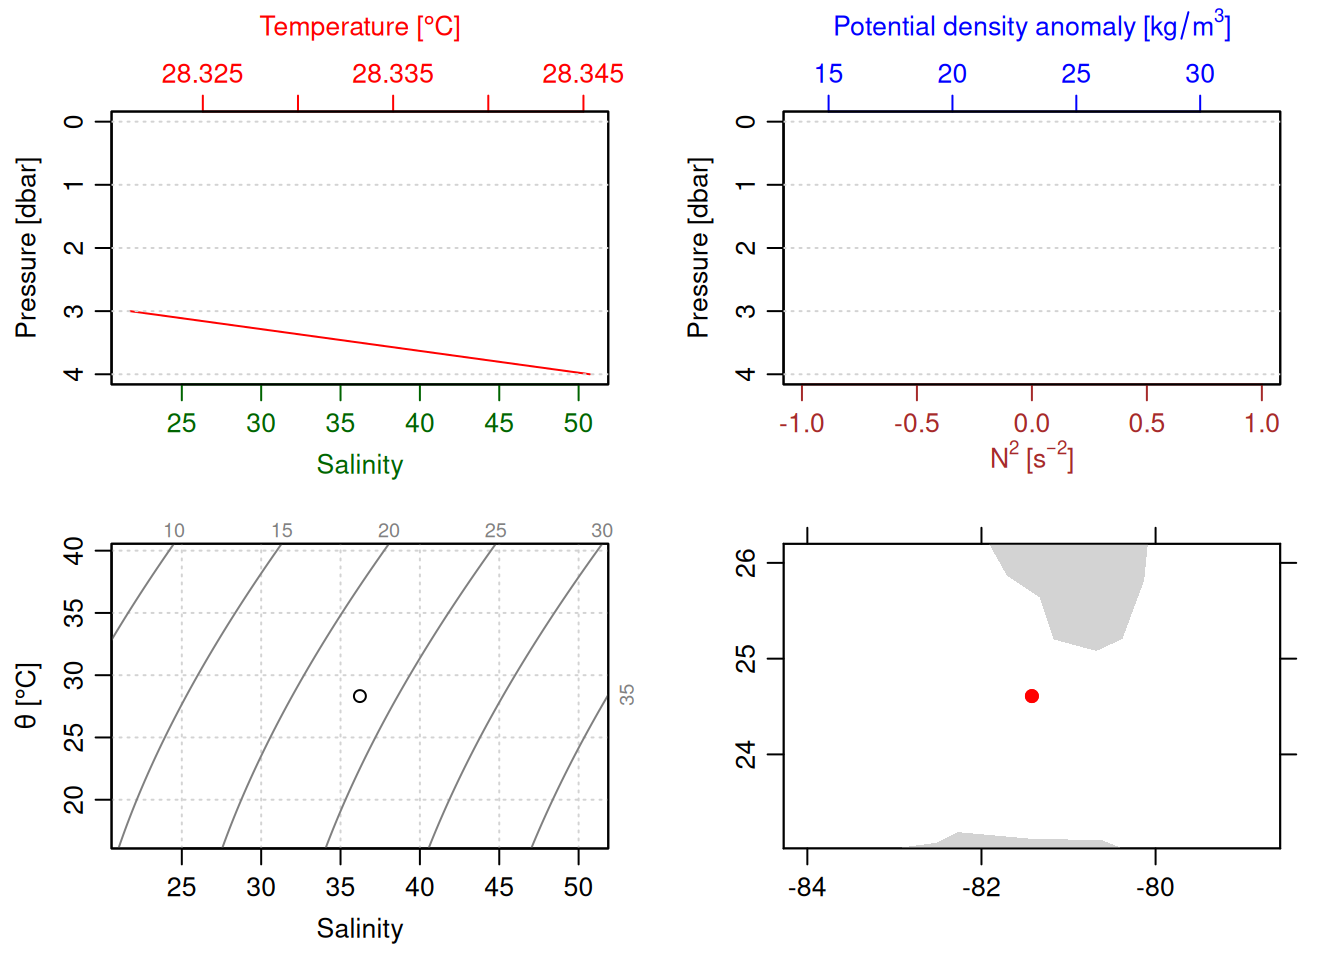 Temperature [°C]
28.325 28.335 28.345
0
1
2
3
4
Pressure [dbar]
25 30 35 40 45 50
Salinity
Potential density anomaly [kg/m³]
15 20 25 30
0
1
2
3
4
Pressure [dbar]
-1.0 -0.5 0.0 0.5 1.0
N² [s⁻²]
10 15 20 25 30
40
35
30
25
20
θ [°C]
35
25 30 35 40 45 50
Salinity
26
25
24
-84 -82 -80